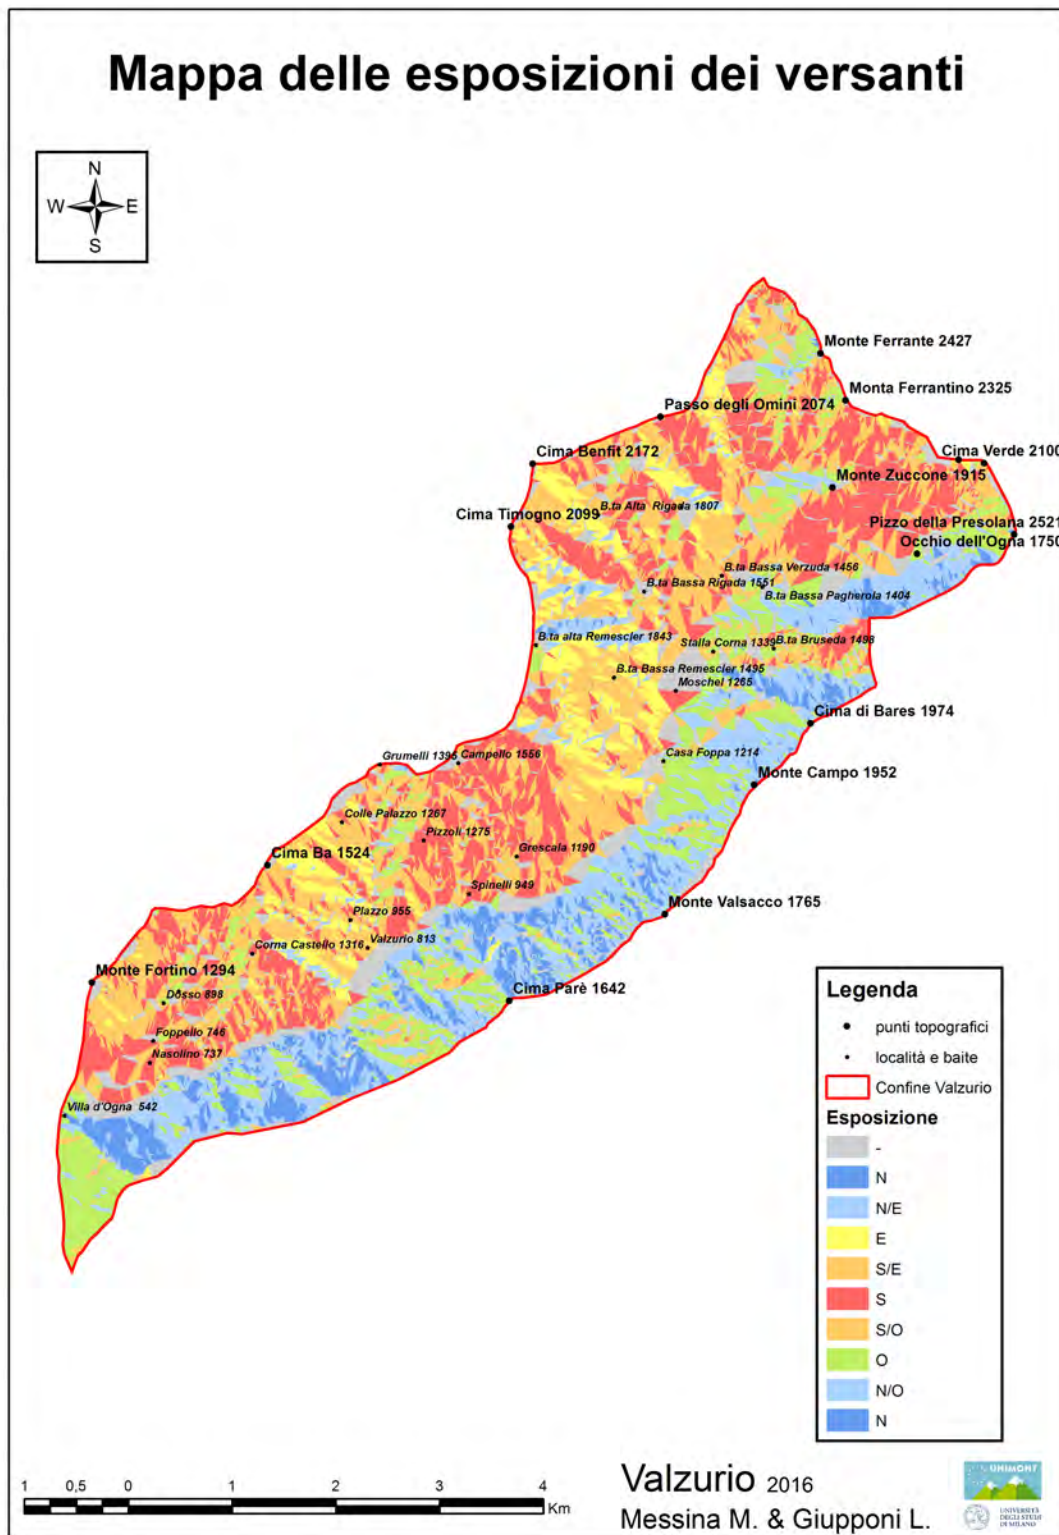 Mappa delle esposizioni dei versanti
N
W E
S
Monte Ferrante 2427
Monta Ferrantino 2325
Passo degli Omini 2074
Cima Benfit 2172
Cima Verde 2100
Monte Zuccone 1915
B.ta Alta Rigada 1807
Cima Timogno 2099
Pizzo della Presolana 2521
Occhio dell'Ogna 1750
B.ta Bassa Verzuda 1456
B.ta Bassa Rigada 1551
B.ta Bassa Pagherola 1404
B.ta alta Remescler 1843
Stalla Corna 1339
B.ta Bruseda 1498
B.ta Bassa Remescler 1495
Moschel 1265
Cima di Bares 1974
Grumelli 1395
Campello 1556
Casa Foppa 1214
Monte Campo 1952
Colle Palazzo 1267
Pizzoli 1275
Cima Ba 1524
Grescala 1190
Spinelli 949
Monte Valsacco 1765
Plazzo 955
Valzurio 813
Corna Castello 1316
Monte Fortino 1294
Cima Parè 1642
Dosso 898
Foppello 746
Nasolino 737
Villa d'Ogna 542
Legenda
punti topografici
località e baite
Confine Valzurio
Esposizione
-
N
N/E
E
S/E
S
S/O
O
N/O
N
1 0,5 0 1 2 3 4
Km
Valzurio 2016
Messina M. & Giupponi L.
UNIMONT
UNIVERSITÀ
DEGLI STUDI
DI MILANO